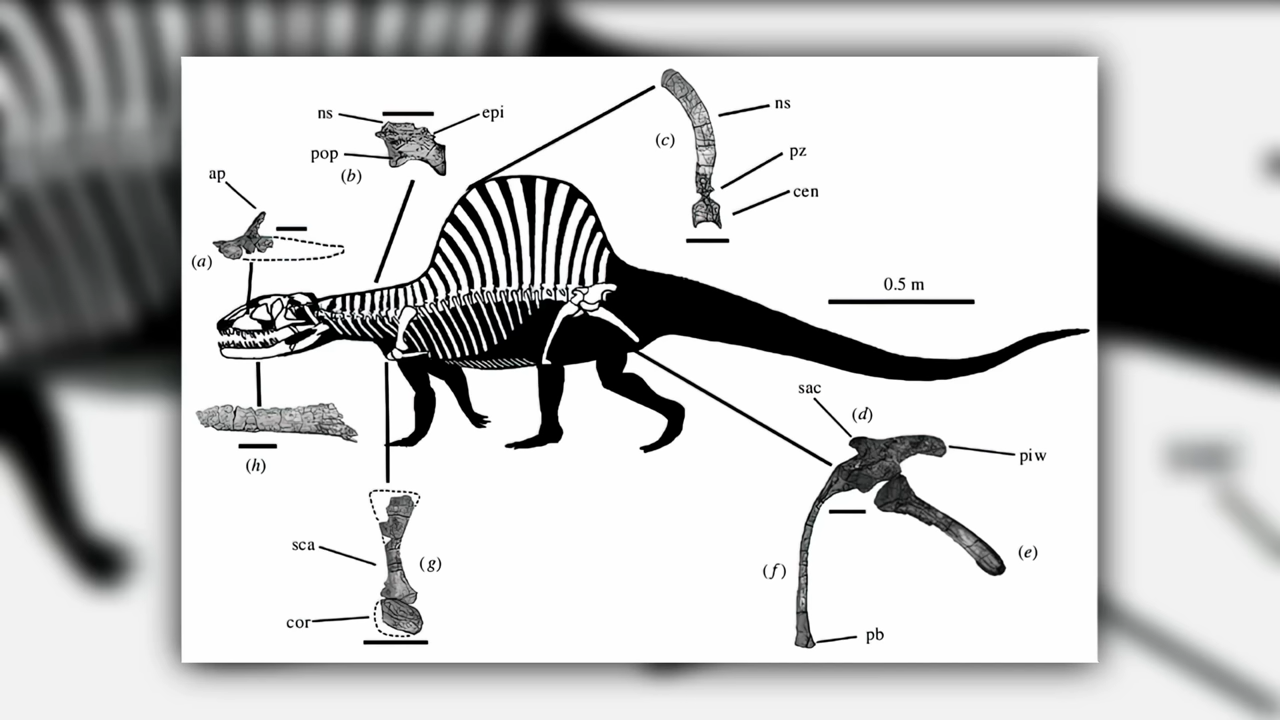 ns
epi
pop
(b)
ap
(a)
ns
(c)
pz
cen
0.5 m
sac
(d)
piw
(h)
sca
(g)
(e)
(f)
cor
pb